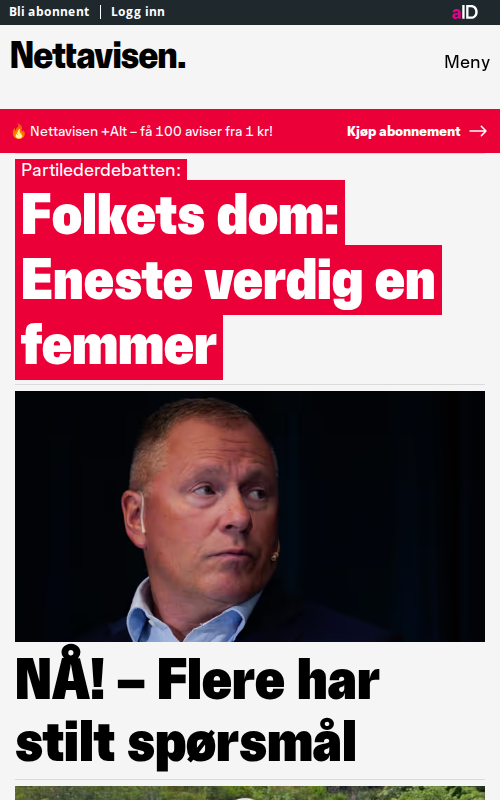 Bli abonnent | Logg inn
aID
Nettavisen.
Meny
🔥 Nettavisen +Alt – få 100 aviser fra 1 kr!
Kjøp abonnement →
Partilederdebatten:
Folkets dom:
Eneste verdig en
femmer
NÅ! – Flere har
stilt spørsmål